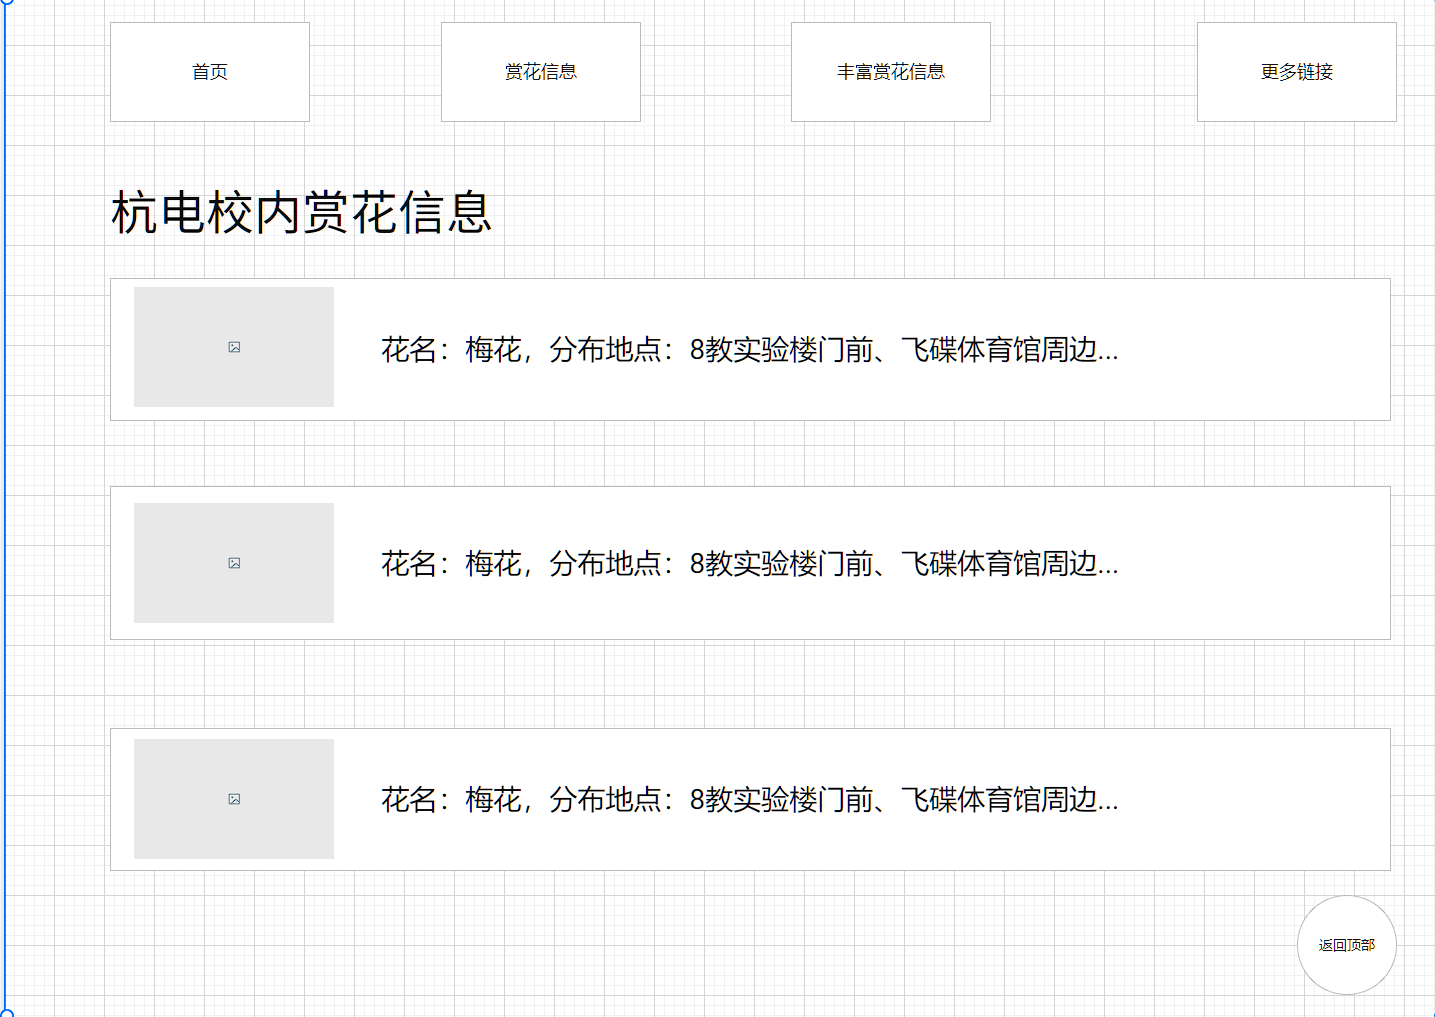 首页
赏花信息
丰富赏花信息
更多链接
杭电校内赏花信息
花名：梅花，分布地点：8教实验楼门前、飞碟体育馆周边...
花名：梅花，分布地点：8教实验楼门前、飞碟体育馆周边...
花名：梅花，分布地点：8教实验楼门前、飞碟体育馆周边...
返回顶部